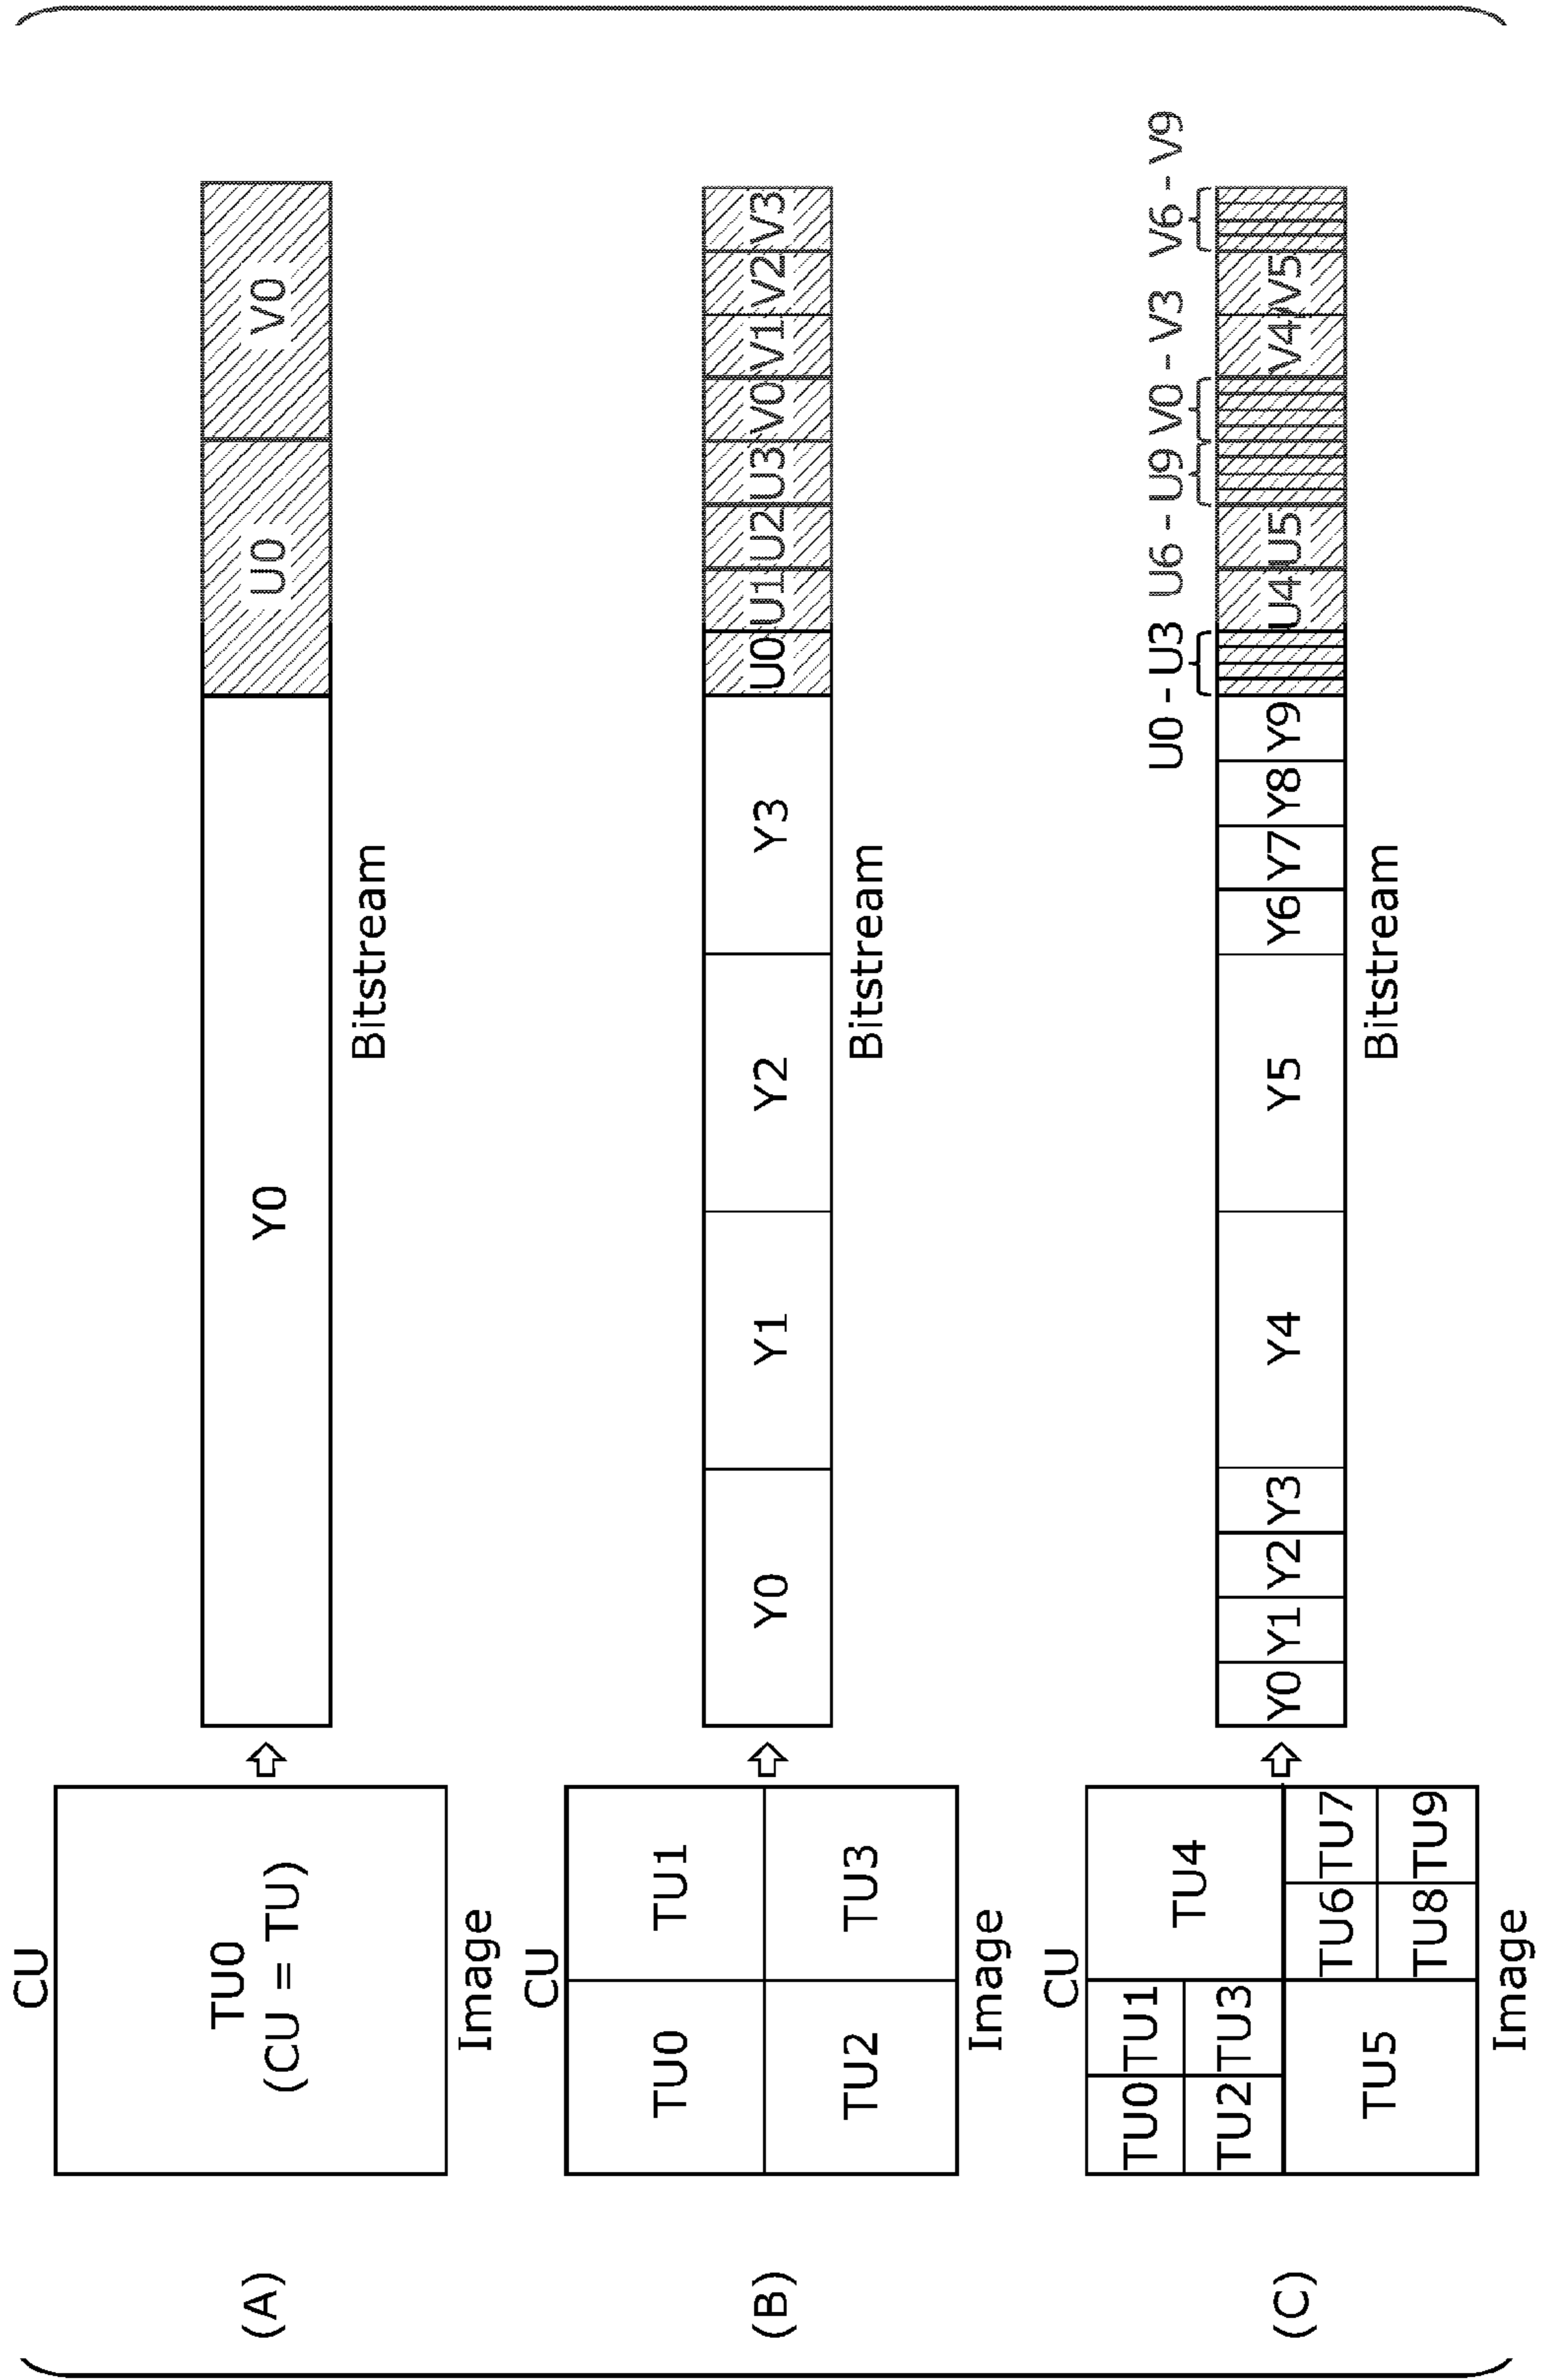 (A)
CU
TU0
(CU = TU)
Image
Y0 U0 V0
Bitstream
(B)
CU
TU0 TU1
TU2 TU3
Image
Y0 Y1 Y2 Y3 U0 U1 U2 U3 V0 V1 V2 V3
Bitstream
(C)
CU
TU0 TU1 TU4
TU2 TU3
TU5 TU6 TU7
TU8 TU9
Image
U0 - U3 U6 - U9 V0 - V3 V6 - V9
Y0 Y1 Y2 Y3 Y4 Y5 Y6 Y7 Y8 Y9 U4 U5 V4 V5
Bitstream